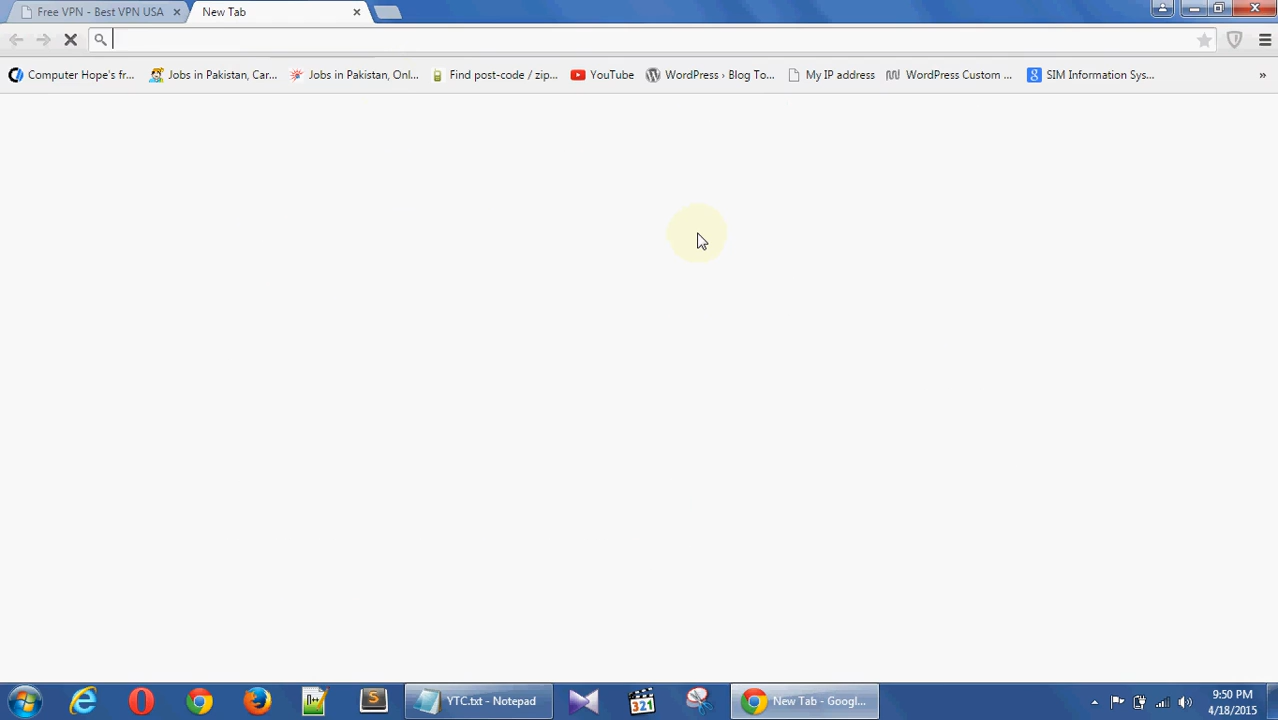 Free VPN - Best VPN USA
New Tab
Computer Hope's fr...
Jobs in Pakistan, Car...
Jobs in Pakistan, Onl...
Find post-code / zip...
YouTube
WordPress › Blog To...
My IP address
WordPress Custom ...
SIM Information Sys...
»
YTC.txt - Notepad
321
New Tab - Googl...
9:50 PM
4/18/2015